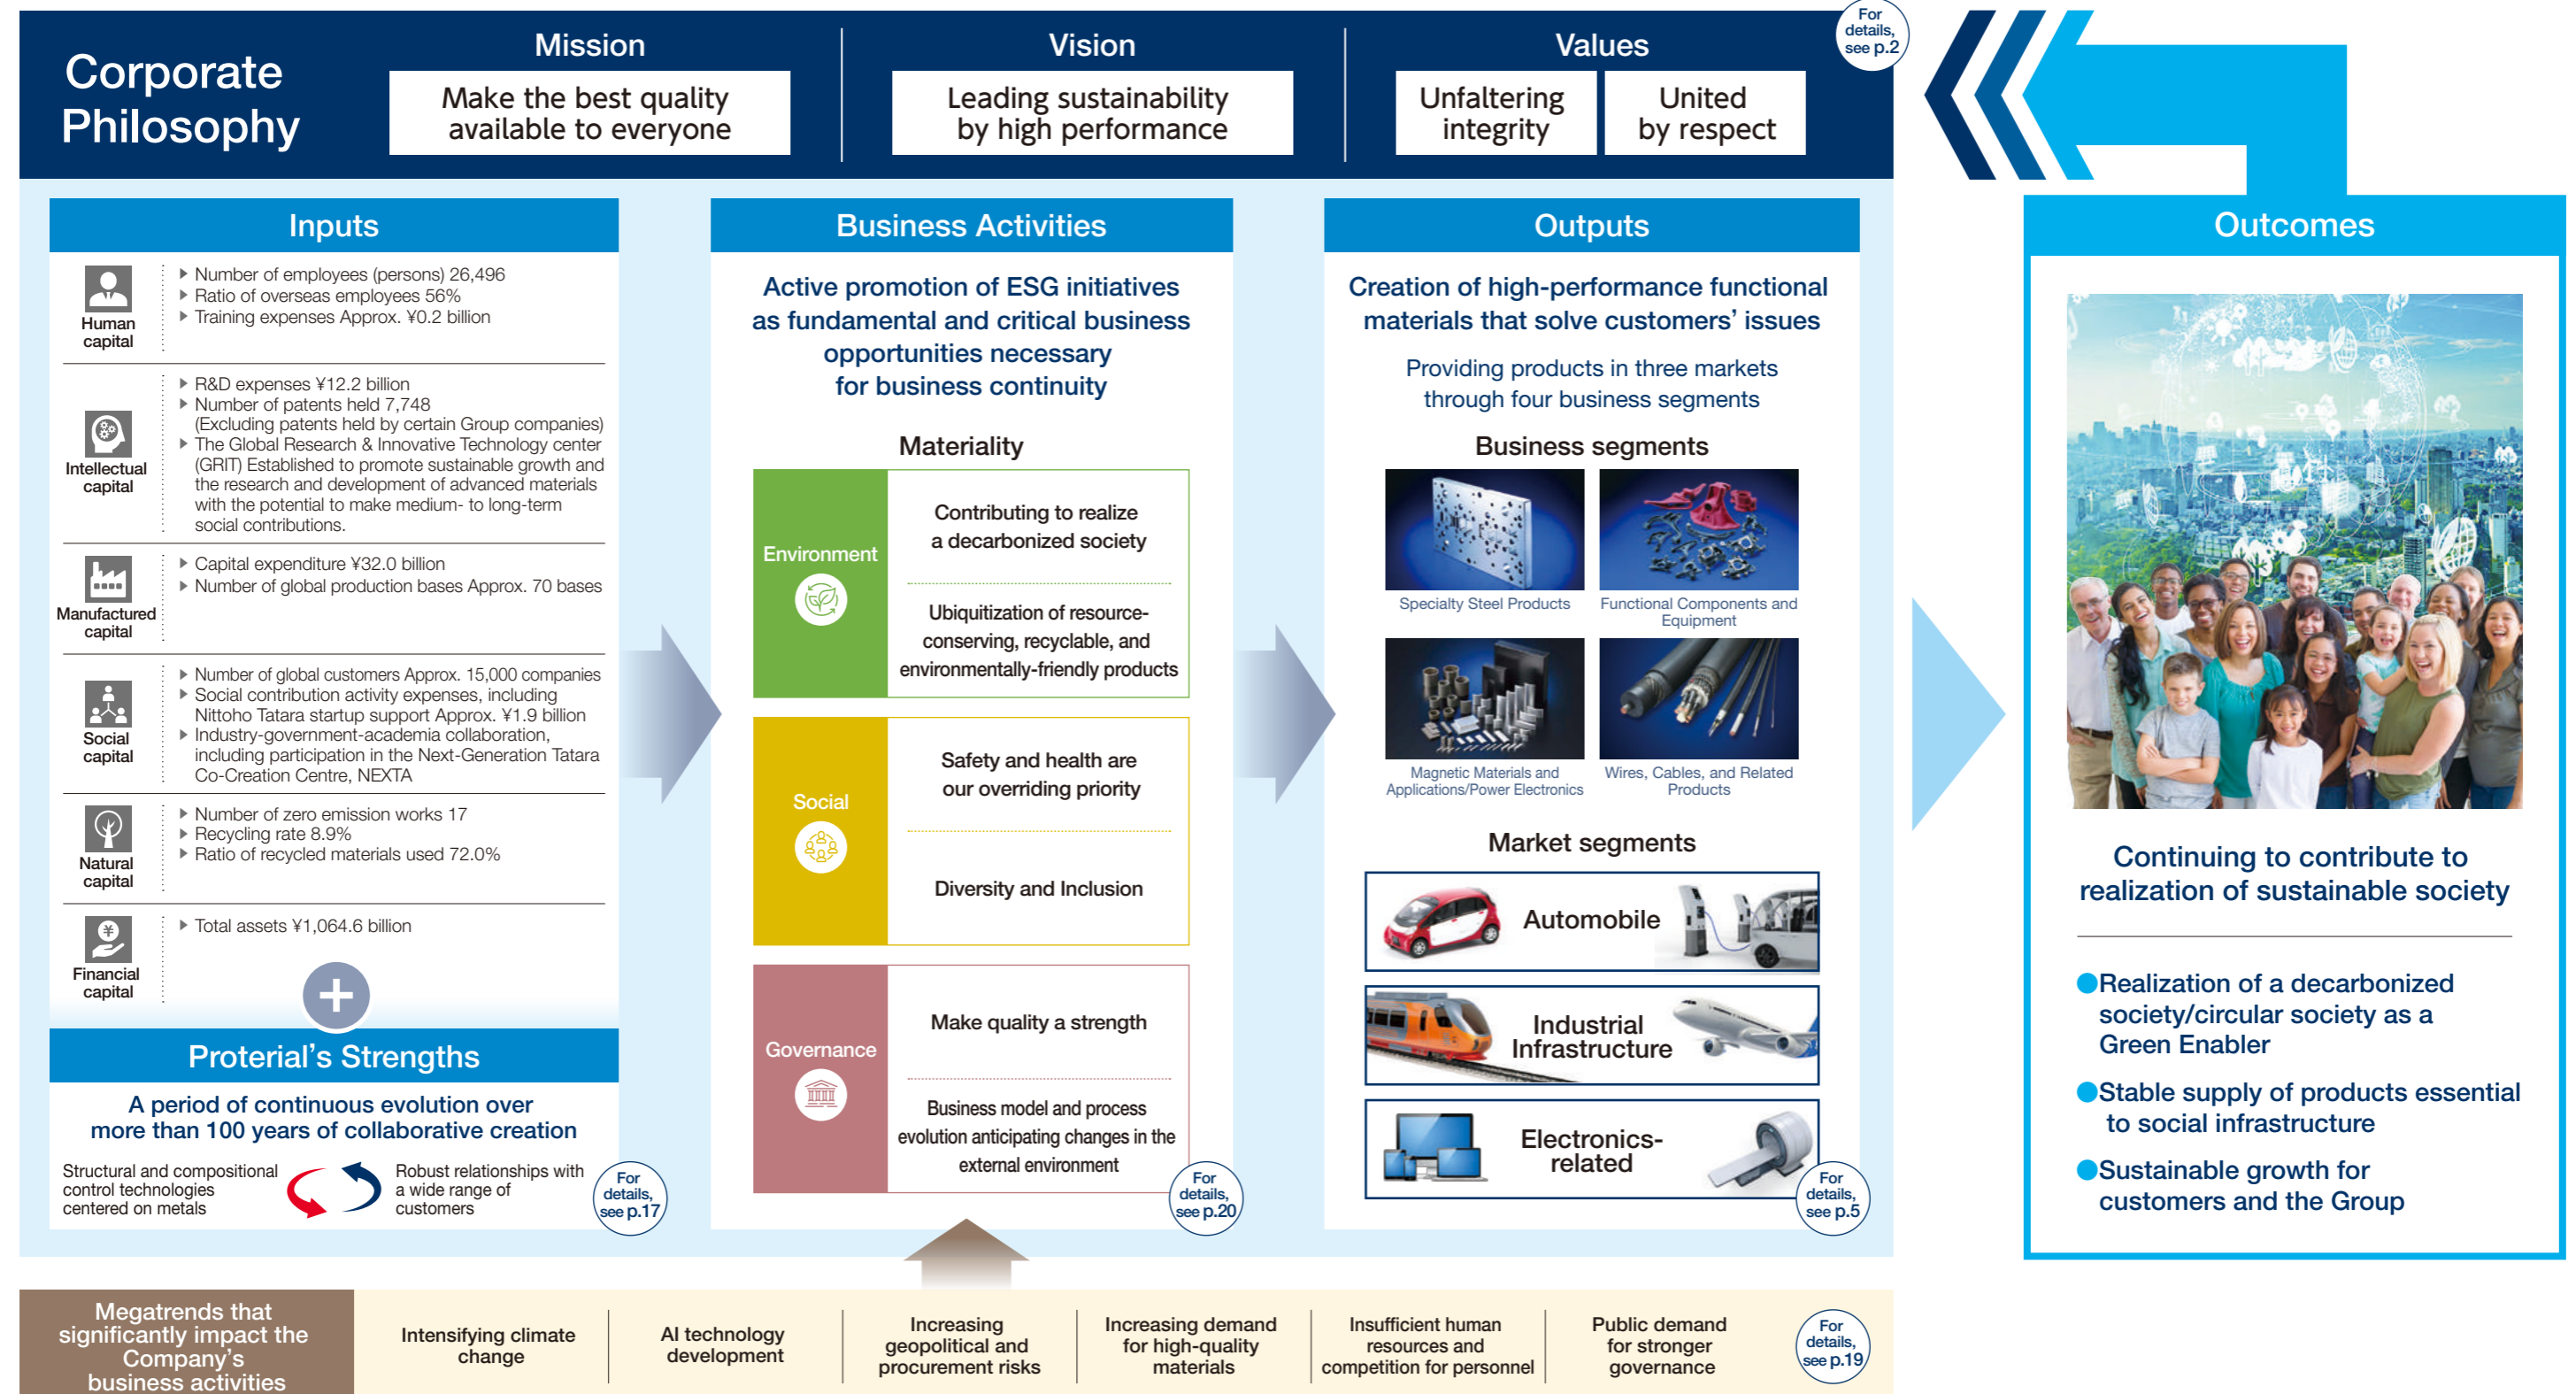 Corporate
Philosophy
Mission
Make the best quality
available to everyone
Vision
Leading sustainability
by high performance
Values
Unfaltering
integrity
United
by respect
For
details,
see p.2
Inputs
Human
capital
Number of employees (persons) 26,496
Ratio of overseas employees 56%
Training expenses Approx. ¥0.2 billion
Intellectual
capital
R&D expenses ¥12.2 billion
Number of patents held 7,748
(Excluding patents held by certain Group companies)
The Global Research & Innovative Technology center
(GRIT) Established to promote sustainable growth and
the research and development of advanced materials
with the potential to make medium- to long-term
social contributions.
Manufactured
capital
Capital expenditure ¥32.0 billion
Number of global production bases Approx. 70 bases
Social
capital
Number of global customers Approx. 15,000 companies
Social contribution activity expenses, including
Nittoho Tatara startup support Approx. ¥1.9 billion
Industry-government-academia collaboration,
including participation in the Next-Generation Tatara
Co-Creation Centre, NEXTA
Natural
capital
Number of zero emission works 17
Recycling rate 8.9%
Ratio of recycled materials used 72.0%
Financial
capital
Total assets ¥1,064.6 billion
Proterial's Strengths
A period of continuous evolution over
more than 100 years of collaborative creation
Structural and compositional
control technologies
centered on metals
Robust relationships with
a wide range of
customers
For
details,
see p.17
Business Activities
Active promotion of ESG initiatives
as fundamental and critical business
opportunities necessary
for business continuity
Materiality
Environment
Contributing to realize
a decarbonized society
Ubiquitization of resource-
conserving, recyclable, and
environmentally-friendly products
Social
Safety and health are
our overriding priority
Diversity and Inclusion
Governance
Make quality a strength
Business model and process
evolution anticipating changes in the
external environment
For
details,
see p.20
Outputs
Creation of high-performance functional
materials that solve customers' issues
Providing products in three markets
through four business segments
Business segments
Specialty Steel Products
Functional Components and
Equipment
Magnetic Materials and
Applications/Power Electronics
Wires, Cables, and Related
Products
Market segments
Automobile
Industrial
Infrastructure
Electronics-
related
For
details,
see p.5
Outcomes
Continuing to contribute to
realization of sustainable society
Realization of a decarbonized
society/circular society as a
Green Enabler
Stable supply of products essential
to social infrastructure
Sustainable growth for
customers and the Group
Megatrends that
significantly impact the
Company's
business activities
Intensifying climate
change
AI technology
development
Increasing
geopolitical and
procurement risks
Increasing demand
for high-quality
materials
Insufficient human
resources and
competition for personnel
Public demand
for stronger
governance
For
details,
see p.19